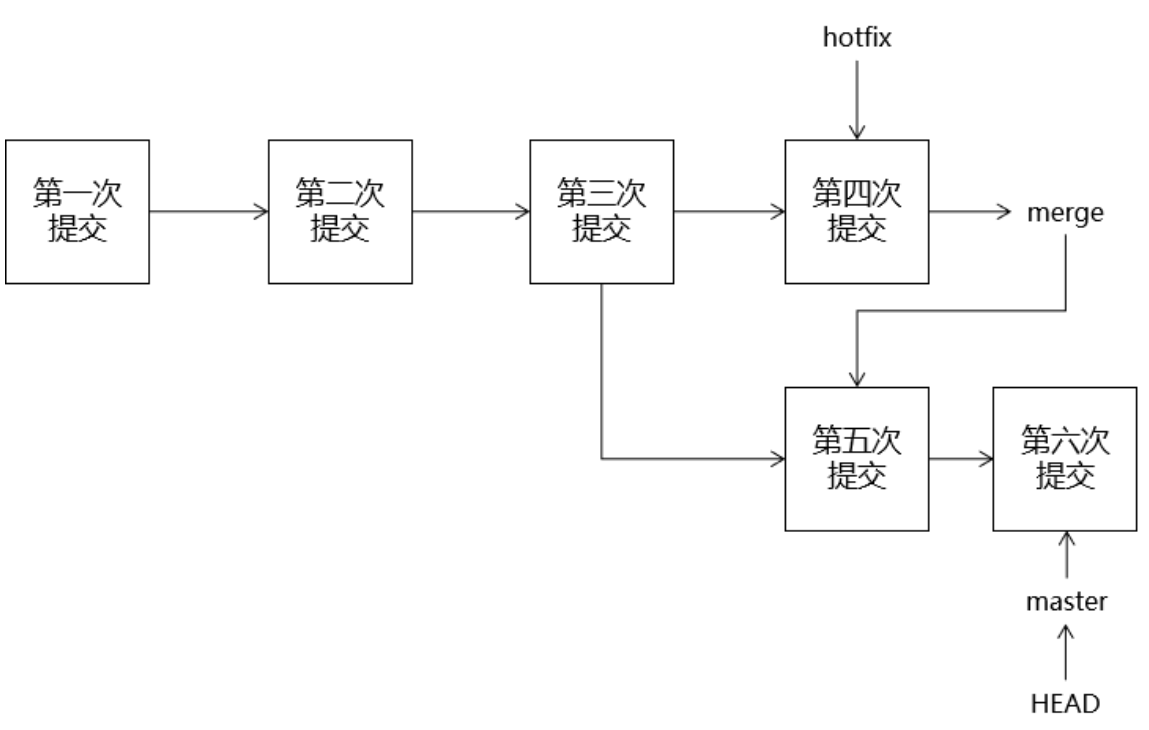 hotfix
第一次
提交
第二次
提交
第三次
提交
第四次
提交
merge
第五次
提交
第六次
提交
master
HEAD